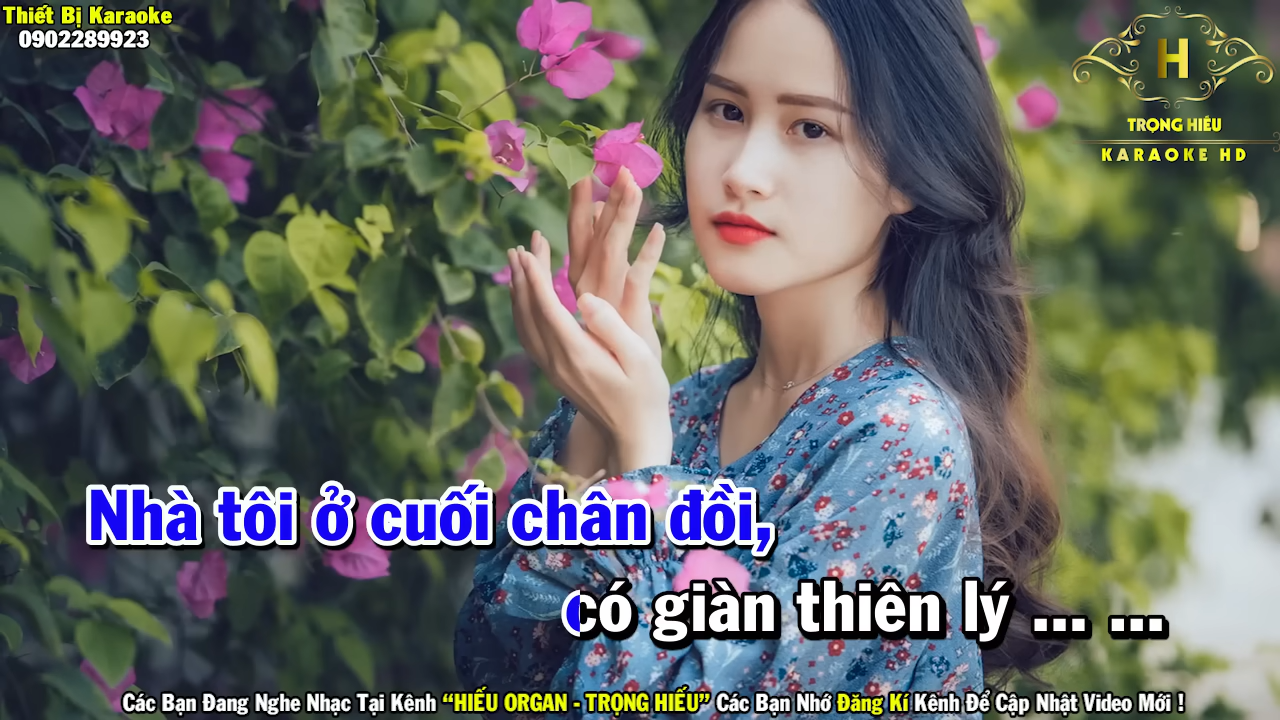 Thiết Bị Karaoke
0902289923
H
TRỌNG HIẾU
KARAOKE HD
Nhà tôi ở cuối chân đồi,
có giàn thiên lý ... ...
Các Bạn Đang Nghe Nhạc Tại Kênh “HIẾU ORGAN - TRỌNG HIẾU” Các Bạn Nhớ Đăng Kí Kênh Để Cập Nhật Video Mới !